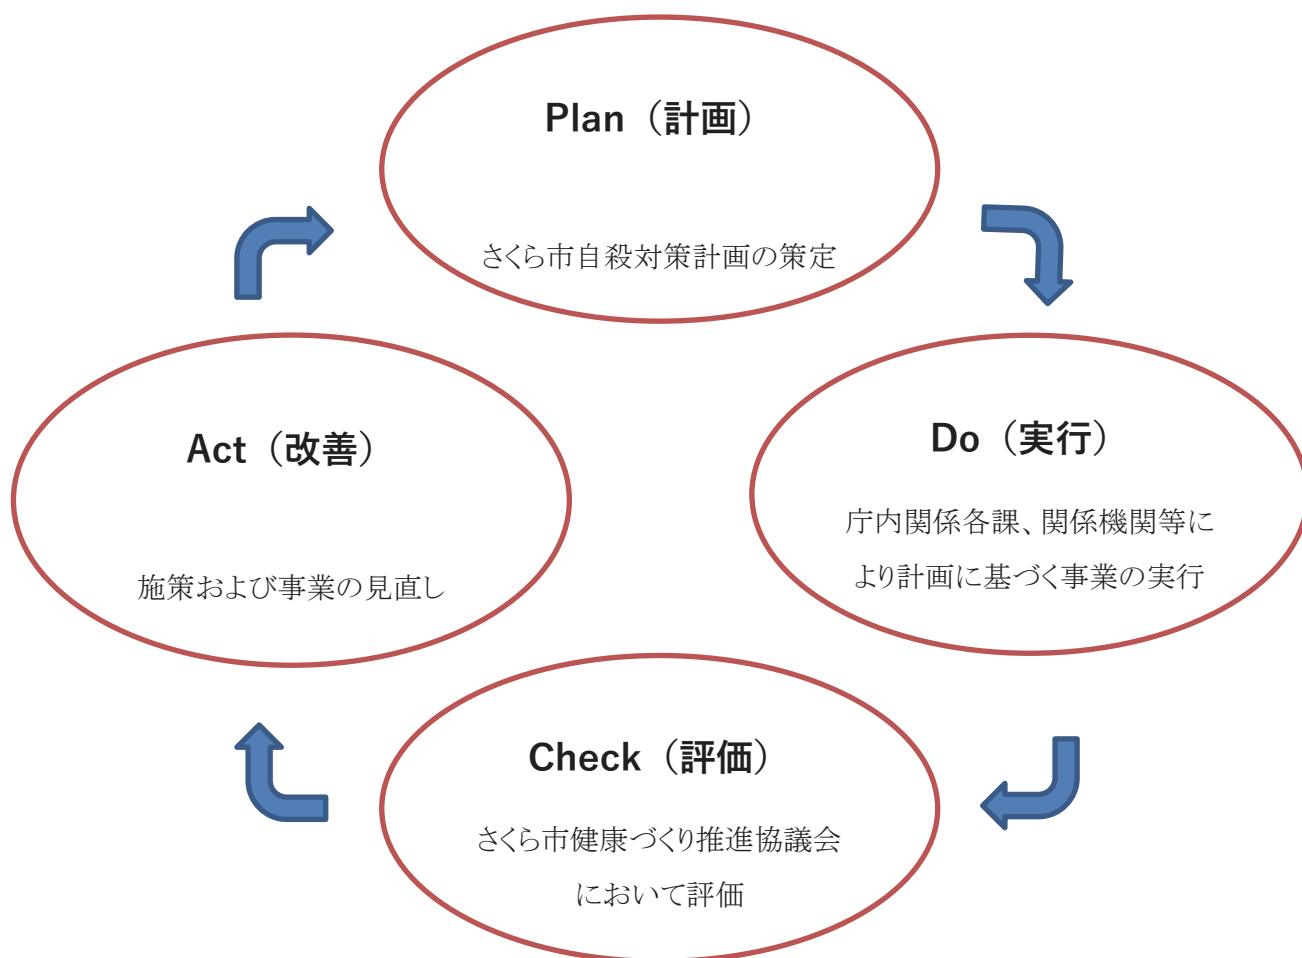 Plan（計画）
さくら市自殺対策計画の策定
Act（改善）
施策および事業の見直し
Do（実行）
庁内関係各課、関係機関等に
より計画に基づく事業の実行
Check（評価）
さくら市健康づくり推進協議会
において評価